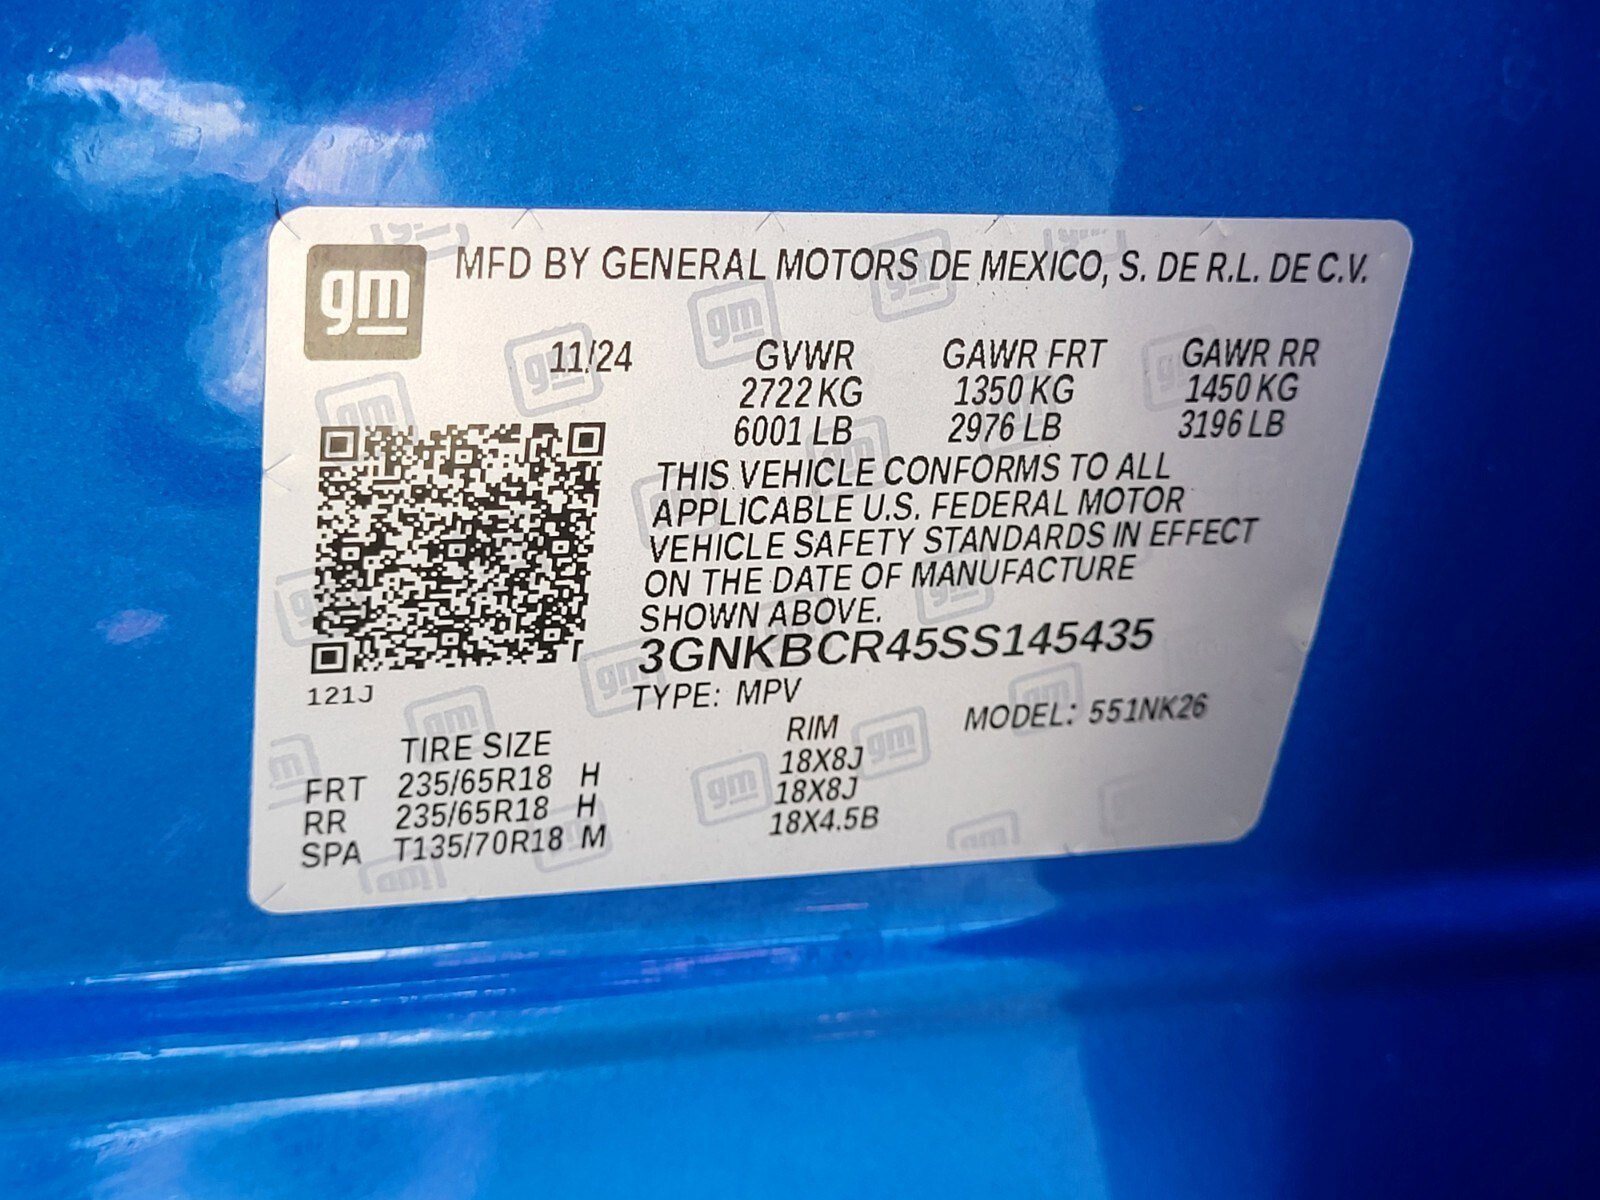 gm
MFD BY GENERAL MOTORS DE MEXICO, S. DE R.L. DE C.V.
11/24 GVWR GAWR FRT GAWR RR
2722 KG 1350 KG 1450 KG
6001 LB 2976 LB 3196 LB
THIS VEHICLE CONFORMS TO ALL
APPLICABLE U.S. FEDERAL MOTOR
VEHICLE SAFETY STANDARDS IN EFFECT
ON THE DATE OF MANUFACTURE
SHOWN ABOVE.
3GNKBCR45SS145435
121J
TYPE: MPV MODEL: 551NK26
TIRE SIZE RIM
FRT 235/65R18 H 18X8J
RR 235/65R18 H 18X8J
SPA T135/70R18 M 18X4.5B